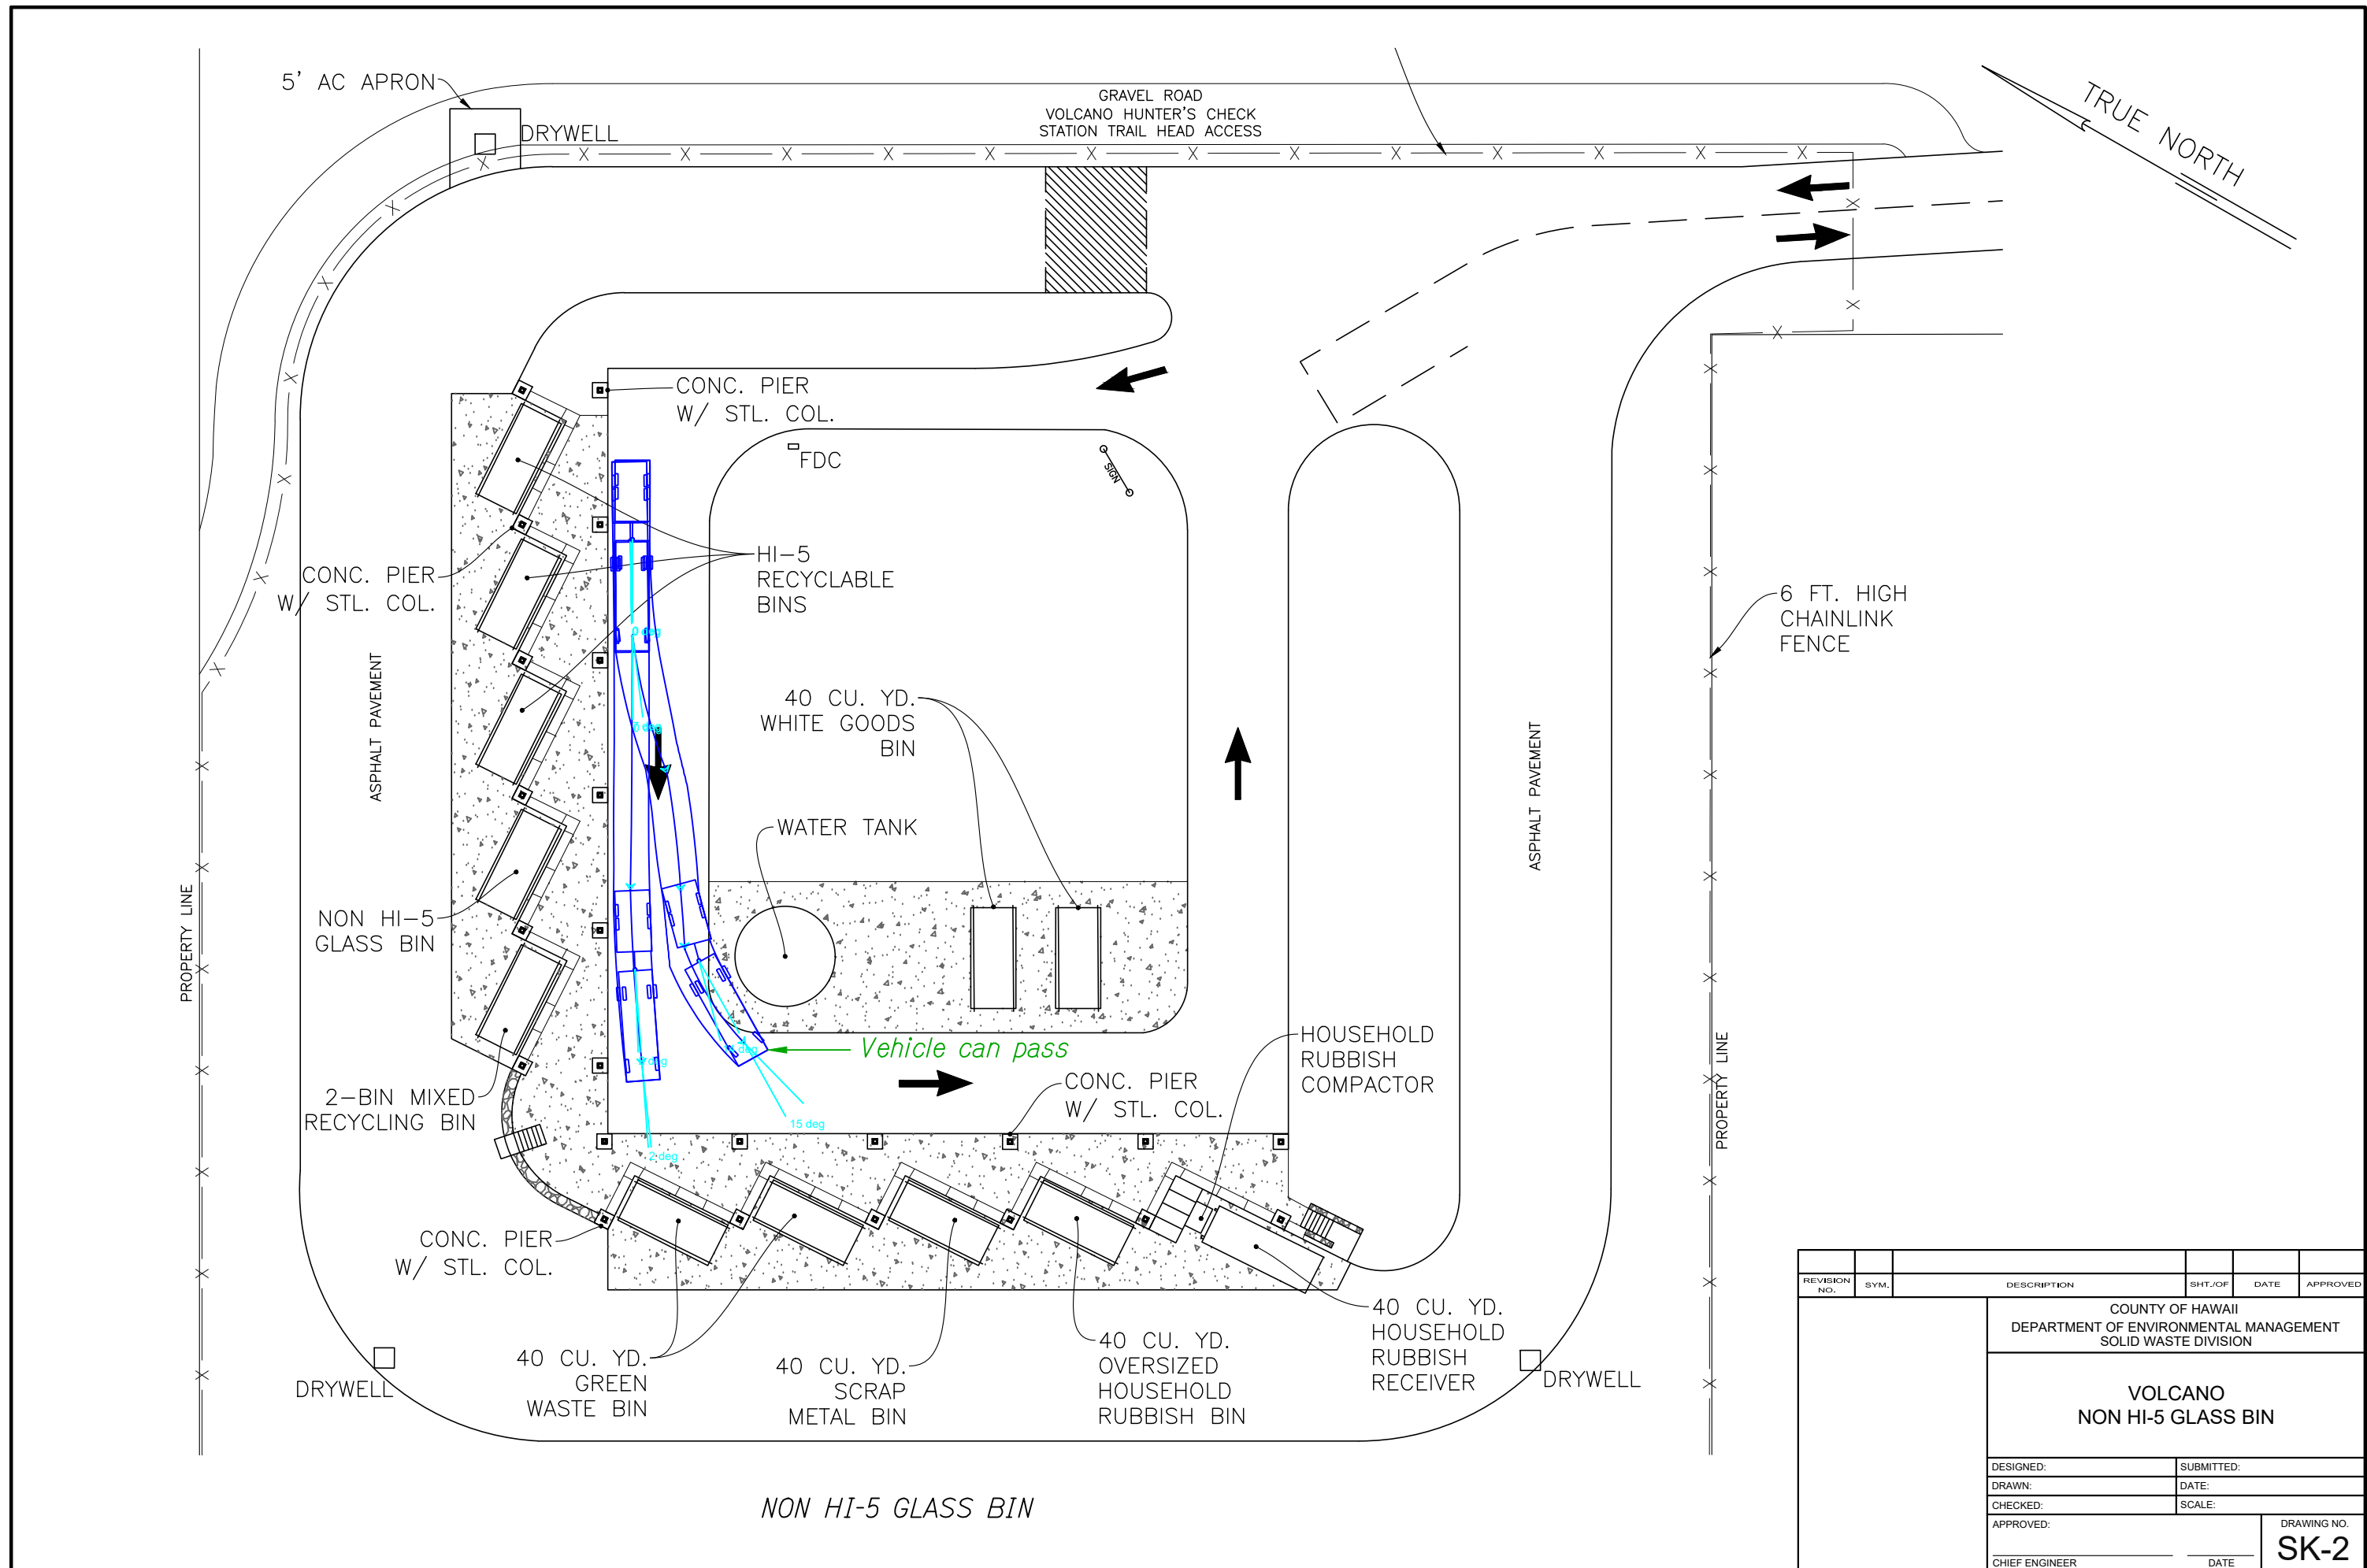 5' AC APRON
DRYWELL
GRAVEL ROAD
VOLCANO HUNTER'S CHECK
STATION TRAIL HEAD ACCESS
TRUE NORTH
CONC. PIER
W/ STL. COL.
FDC
SIGN
CONC. PIER
W/ STL. COL.
HI-5
RECYCLABLE
BINS
6 FT. HIGH
CHAINLINK
FENCE
0 deg
ASPHALT PAVEMENT
40 CU. YD.
WHITE GOODS
BIN
ASPHALT PAVEMENT
WATER TANK
NON HI-5
GLASS BIN
PROPERTY LINE
PROPERTY LINE
Vehicle can pass
HOUSEHOLD
RUBBISH
COMPACTOR
2-BIN MIXED
RECYCLING BIN
CONC. PIER
W/ STL. COL.
15 deg
2 deg
CONC. PIER
W/ STL. COL.
40 CU. YD.
GREEN
WASTE BIN
40 CU. YD.
SCRAP
METAL BIN
40 CU. YD.
OVERSIZED
HOUSEHOLD
RUBBISH BIN
40 CU. YD.
HOUSEHOLD
RUBBISH
RECEIVER
DRYWELL
DRYWELL
NON HI-5 GLASS BIN
REVISION NO. SYM. DESCRIPTION SHT./OF DATE APPROVED
COUNTY OF HAWAII
DEPARTMENT OF ENVIRONMENTAL MANAGEMENT
SOLID WASTE DIVISION
VOLCANO
NON HI-5 GLASS BIN
DESIGNED: SUBMITTED:
DRAWN: DATE:
CHECKED: SCALE:
APPROVED: DRAWING NO.
SK-2
CHIEF ENGINEER DATE